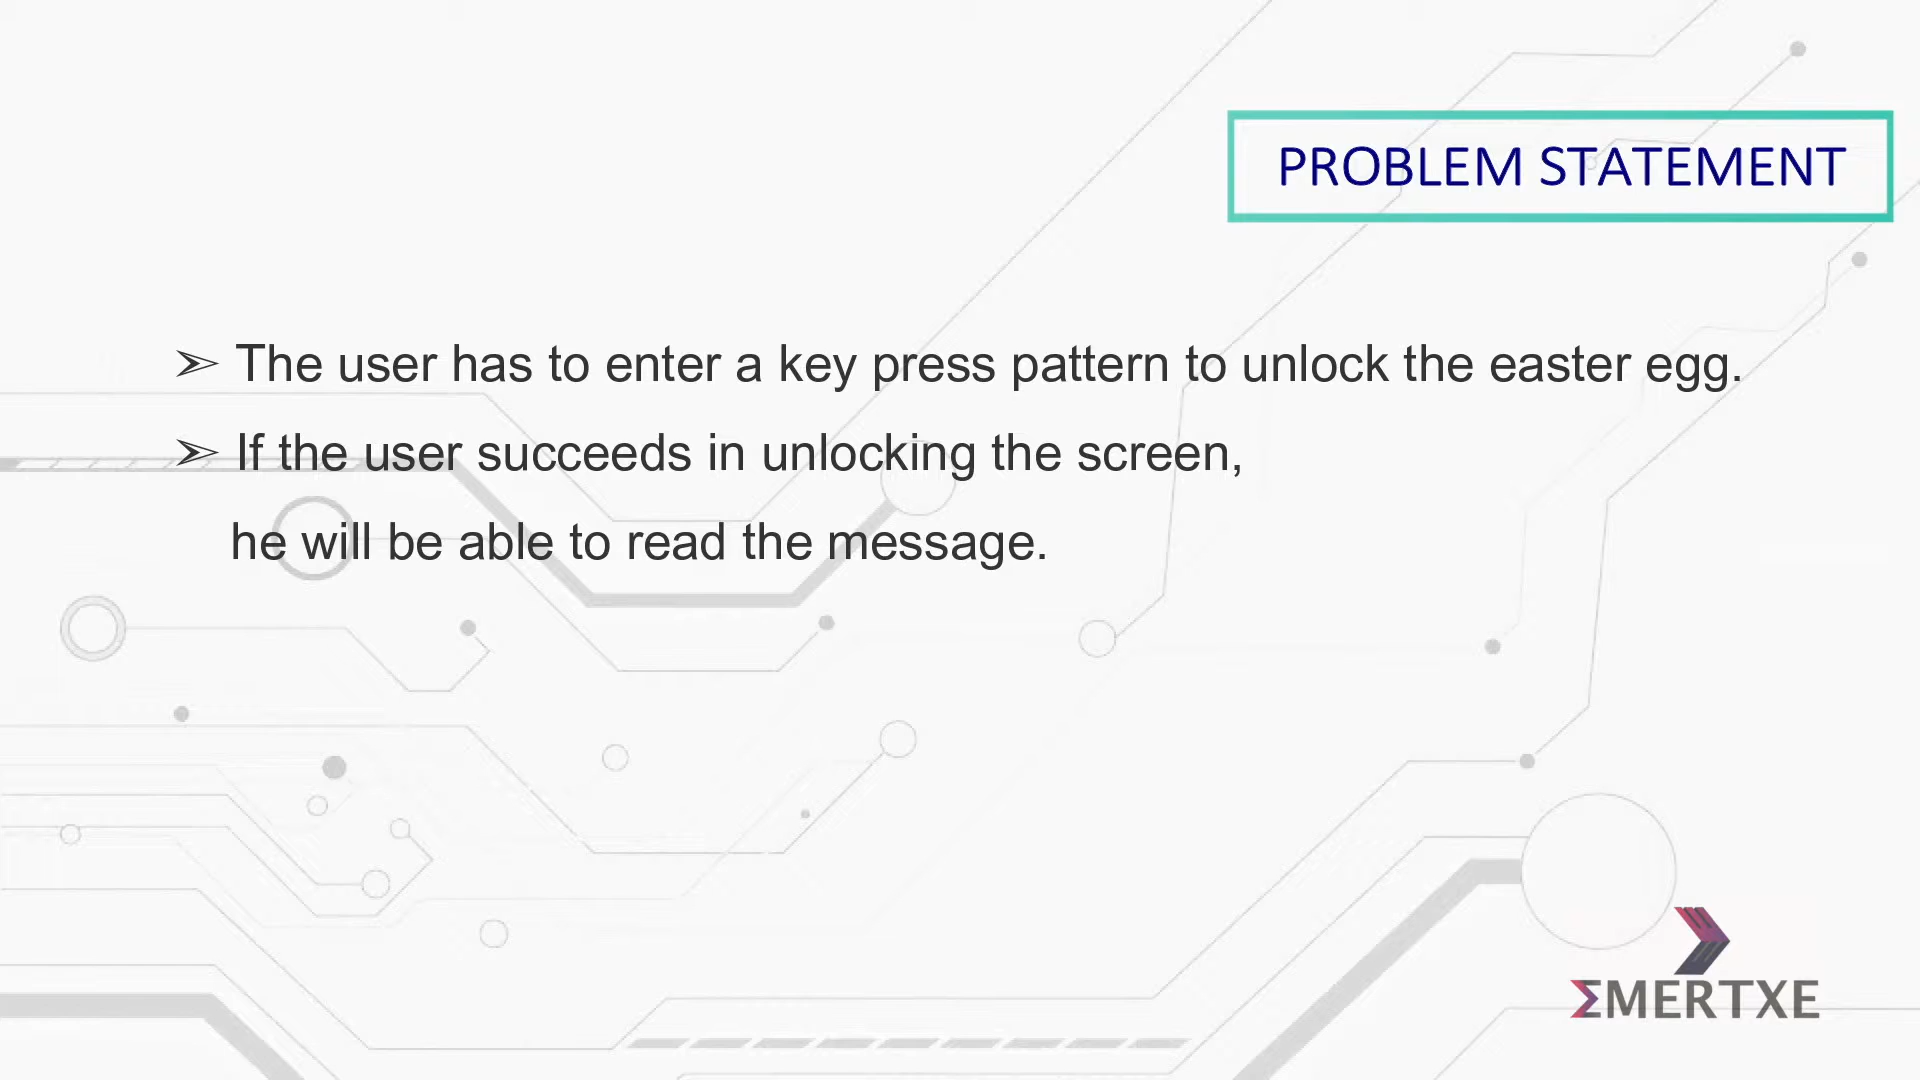 PROBLEM STATEMENT
➢ The user has to enter a key press pattern to unlock the easter egg.
➢ If the user succeeds in unlocking the screen,
he will be able to read the message.
ΣMERTXE